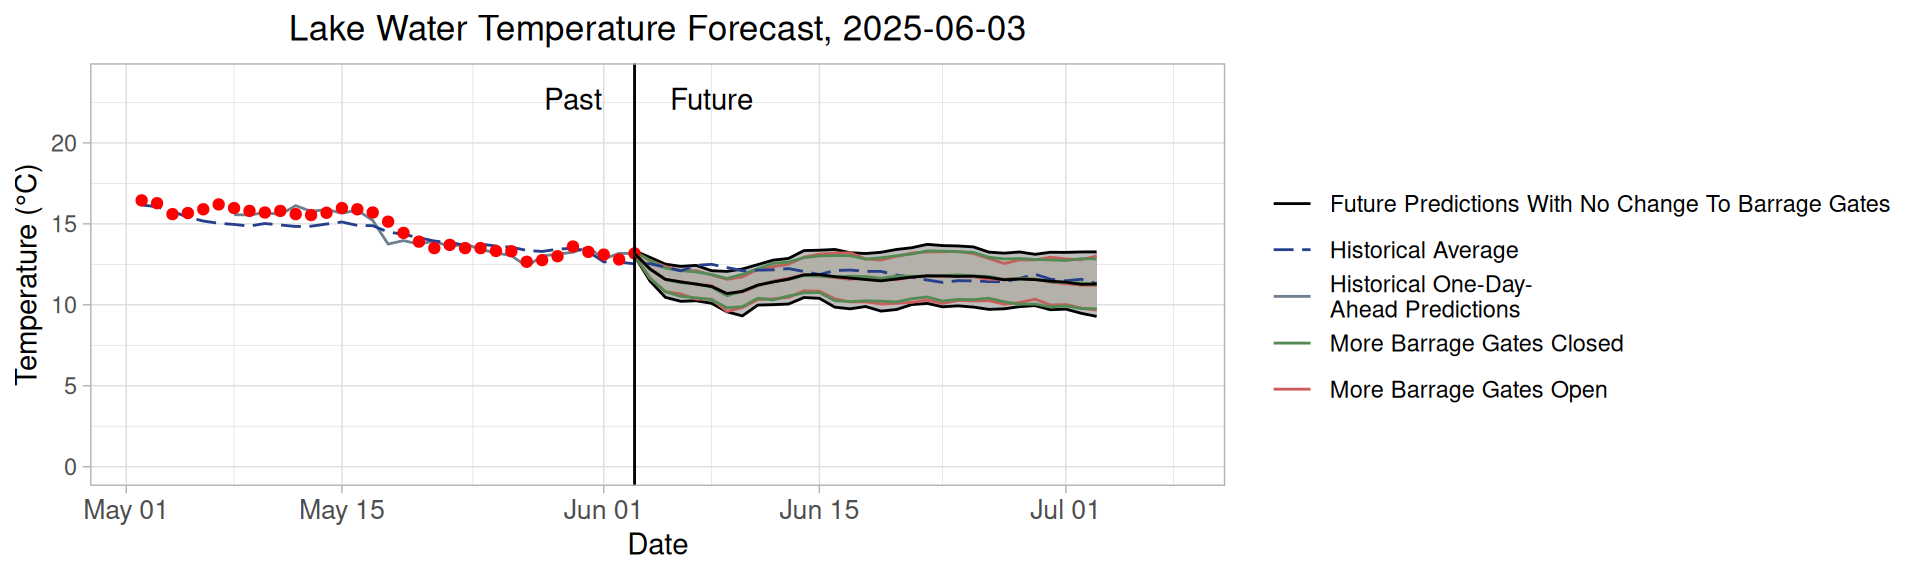 Lake Water Temperature Forecast, 2025-06-03
Past Future
20
15
10
5
0
Temperature (°C)
May 01 May 15 Jun 01 Jun 15 Jul 01
Date
Future Predictions With No Change To Barrage Gates
Historical Average
Historical One-Day-
Ahead Predictions
More Barrage Gates Closed
More Barrage Gates Open